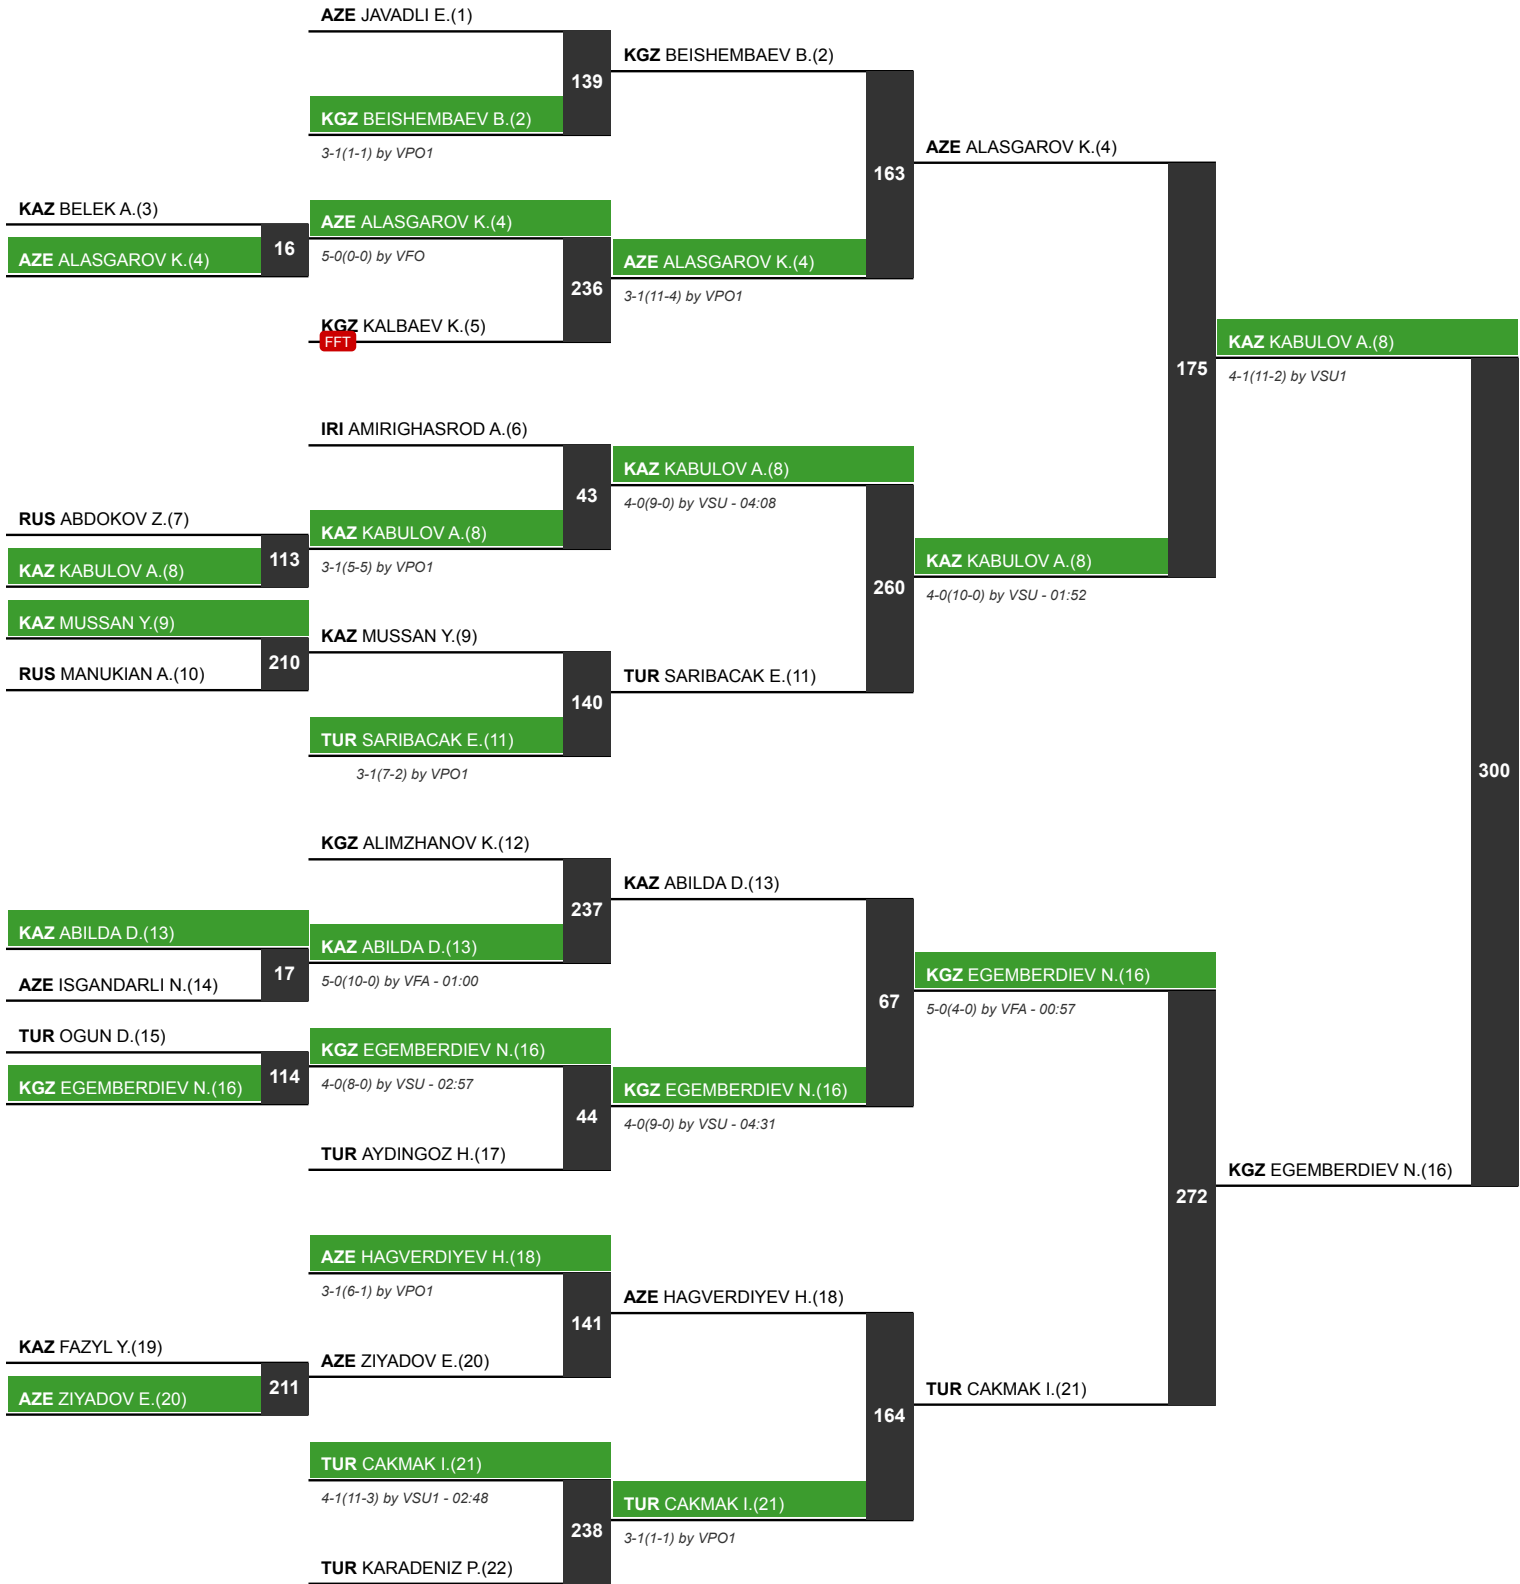 AZE JAVADLI E.(1)
139
KGZ BEISHEMBAEV B.(2)
KGZ BEISHEMBAEV B.(2)
3-1(1-1) by VPO1
163
AZE ALASGAROV K.(4)
KAZ BELEK A.(3)
16
AZE ALASGAROV K.(4)
AZE ALASGAROV K.(4)
5-0(0-0) by VFO
236
KGZ KALBAEV K.(5)
FFT
AZE ALASGAROV K.(4)
3-1(11-4) by VPO1
175
KAZ KABULOV A.(8)
4-1(11-2) by VSU1
IRI AMIRIGHASROD A.(6)
43
KAZ KABULOV A.(8)
4-0(9-0) by VSU - 04:08
RUS ABDOKOV Z.(7)
113
KAZ KABULOV A.(8)
KAZ KABULOV A.(8)
3-1(5-5) by VPO1
260
KAZ KABULOV A.(8)
4-0(10-0) by VSU - 01:52
KAZ MUSSAN Y.(9)
210
RUS MANUKIAN A.(10)
KAZ MUSSAN Y.(9)
140
TUR SARIBACAK E.(11)
TUR SARIBACAK E.(11)
3-1(7-2) by VPO1
300
KGZ ALIMZHANOV K.(12)
237
KAZ ABILDA D.(13)
KAZ ABILDA D.(13)
17
AZE ISGANDARLI N.(14)
KAZ ABILDA D.(13)
5-0(10-0) by VFA - 01:00
67
KGZ EGEMBERDIEV N.(16)
5-0(4-0) by VFA - 00:57
TUR OGUN D.(15)
114
KGZ EGEMBERDIEV N.(16)
KGZ EGEMBERDIEV N.(16)
4-0(8-0) by VSU - 02:57
44
TUR AYDINGOZ H.(17)
KGZ EGEMBERDIEV N.(16)
4-0(9-0) by VSU - 04:31
272
KGZ EGEMBERDIEV N.(16)
AZE HAGVERDIYEV H.(18)
3-1(6-1) by VPO1
141
AZE HAGVERDIYEV H.(18)
KAZ FAZYL Y.(19)
211
AZE ZIYADOV E.(20)
AZE ZIYADOV E.(20)
164
TUR CAKMAK I.(21)
TUR CAKMAK I.(21)
4-1(11-3) by VSU1 - 02:48
238
TUR CAKMAK I.(21)
3-1(1-1) by VPO1
TUR KARADENIZ P.(22)